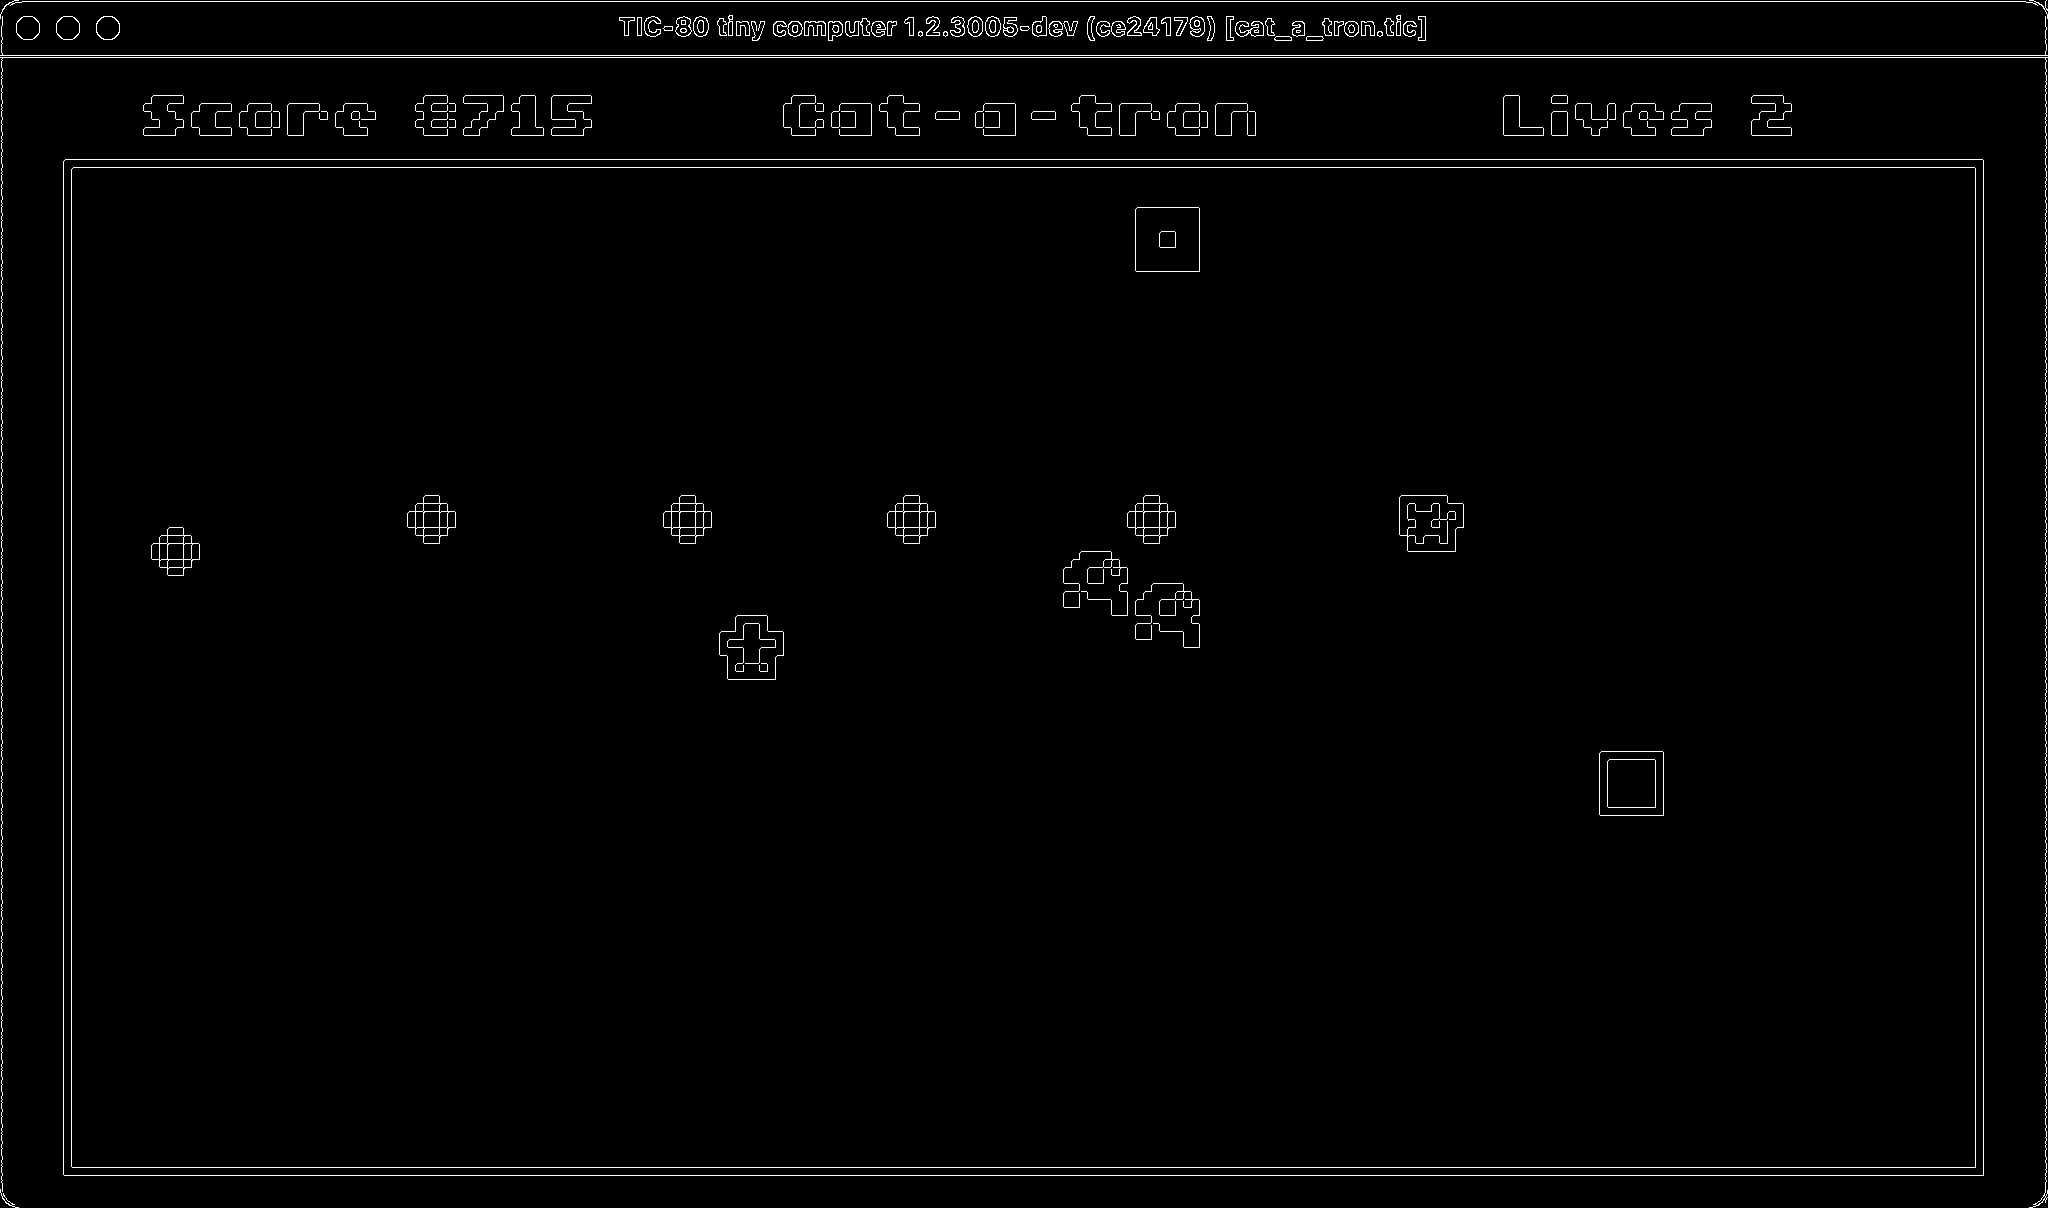 TIC-80 tiny computer 1.2.3005-dev (ce24179) [cat_a_tron.tic]
Score 8715 Cat-a-tron Lives 2